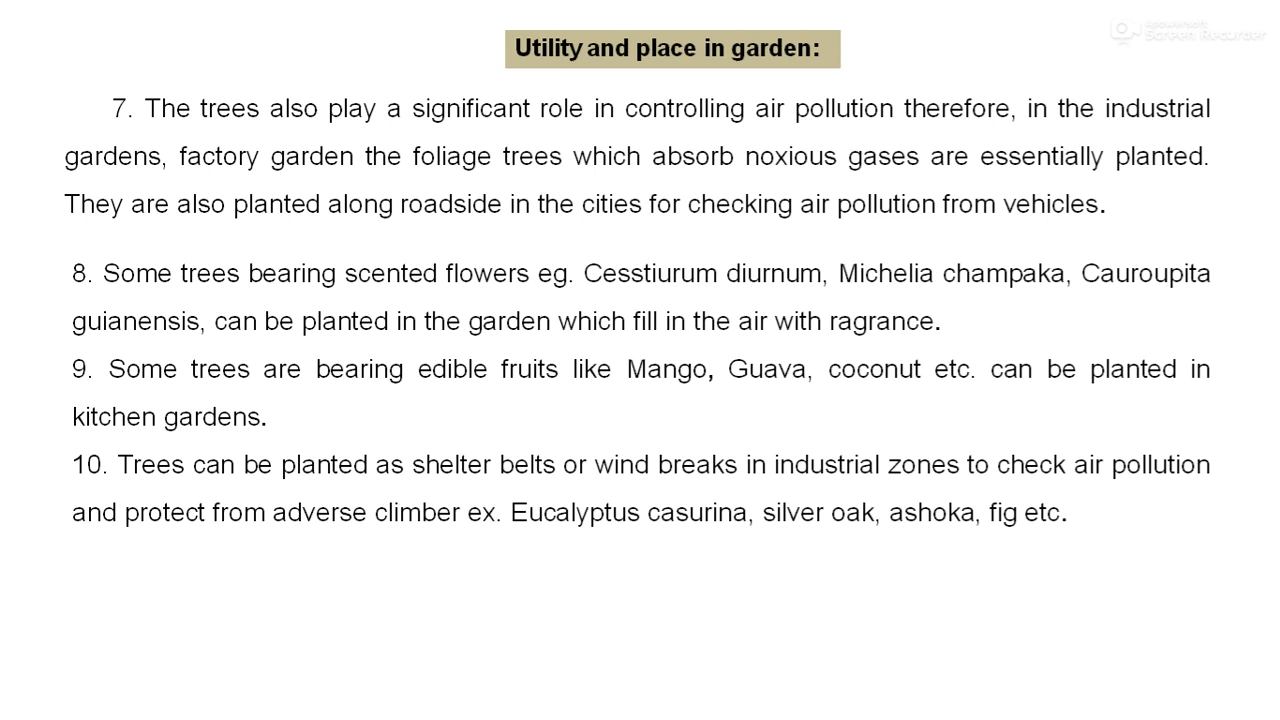 Apowersoft
Screen Recorder
Utility and place in garden:
7. The trees also play a significant role in controlling air pollution therefore, in the industrial
gardens, factory garden the foliage trees which absorb noxious gases are essentially planted.
They are also planted along roadside in the cities for checking air pollution from vehicles.
8. Some trees bearing scented flowers eg. Cesstiurum diurnum, Michelia champaka, Cauroupita
guianensis, can be planted in the garden which fill in the air with ragrance.
9. Some trees are bearing edible fruits like Mango, Guava, coconut etc. can be planted in
kitchen gardens.
10. Trees can be planted as shelter belts or wind breaks in industrial zones to check air pollution
and protect from adverse climber ex. Eucalyptus casurina, silver oak, ashoka, fig etc.